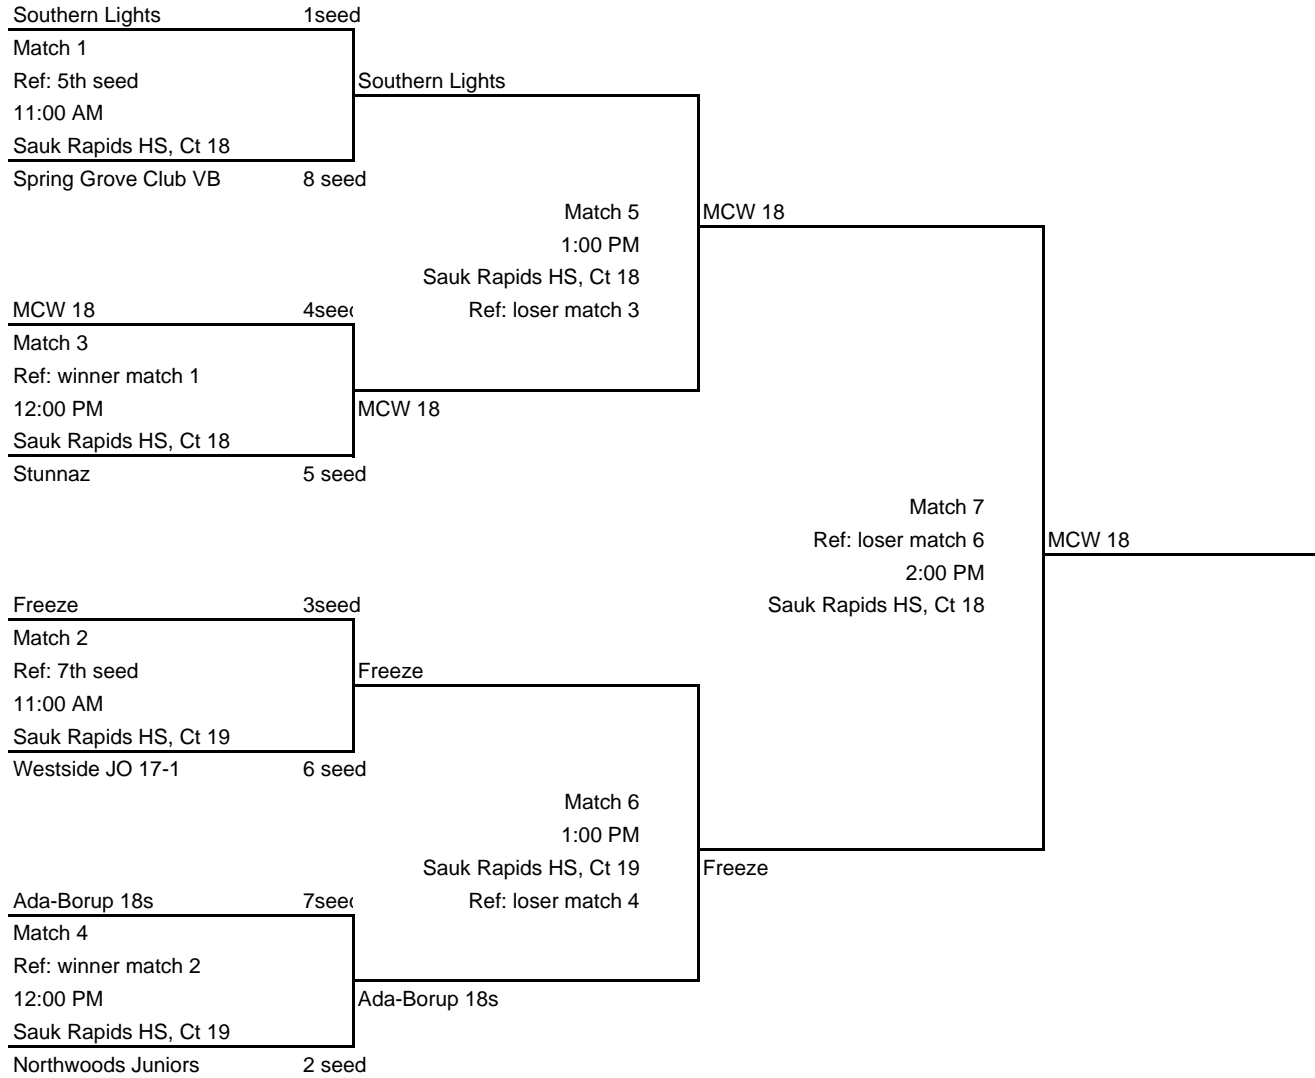 Southern Lights 1seed
Match 1
Ref: 5th seed
11:00 AM
Sauk Rapids HS, Ct 18
Spring Grove Club VB 8 seed
Southern Lights
Match 5
1:00 PM
Sauk Rapids HS, Ct 18
Ref: loser match 3
MCW 18
MCW 18 4seed
Match 3
Ref: winner match 1
12:00 PM
Sauk Rapids HS, Ct 18
Stunnaz 5 seed
MCW 18
Match 7
Ref: loser match 6
2:00 PM
Sauk Rapids HS, Ct 18
MCW 18
Freeze 3seed
Match 2
Ref: 7th seed
11:00 AM
Sauk Rapids HS, Ct 19
Westside JO 17-1 6 seed
Freeze
Match 6
1:00 PM
Sauk Rapids HS, Ct 19
Ref: loser match 4
Freeze
Ada-Borup 18s 7seed
Match 4
Ref: winner match 2
12:00 PM
Sauk Rapids HS, Ct 19
Northwoods Juniors 2 seed
Ada-Borup 18s